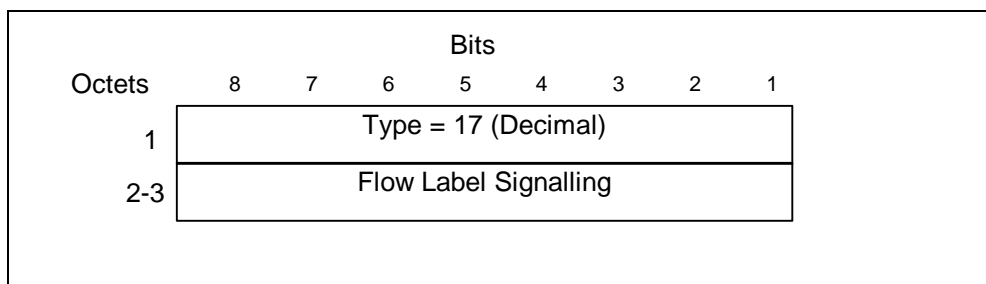 Bits
Octets 8 7 6 5 4 3 2 1
1 Type = 17 (Decimal)
2-3 Flow Label Signalling